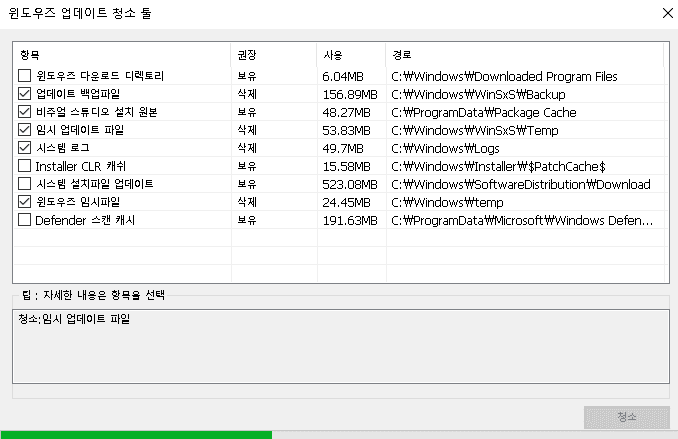 윈도우즈 업데이트 청소 툴
항목 권장 사용 경로
윈도우즈 다운로드 디렉토리 보유 6.04MB C:₩Windows₩Downloaded Program Files
업데이트 백업파일 삭제 156.89MB C:₩Windows₩WinSxS₩Backup
비주얼 스튜디오 설치 원본 보유 48.27MB C:₩ProgramData₩Package Cache
임시 업데이트 파일 삭제 53.83MB C:₩Windows₩WinSxS₩Temp
시스템 로그 삭제 49.7MB C:₩Windows₩Logs
Installer CLR 캐쉬 보유 15.58MB C:₩Windows₩Installer₩$PatchCache$
시스템 설치파일 업데이트 보유 523.08MB C:₩Windows₩SoftwareDistribution₩Download
윈도우즈 임시파일 삭제 24.45MB C:₩Windows₩temp
Defender 스캔 캐시 보유 191.63MB C:₩ProgramData₩Microsoft₩Windows Defen...
팁 : 자세한 내용은 항목을 선택
청소:임시 업데이트 파일
청소